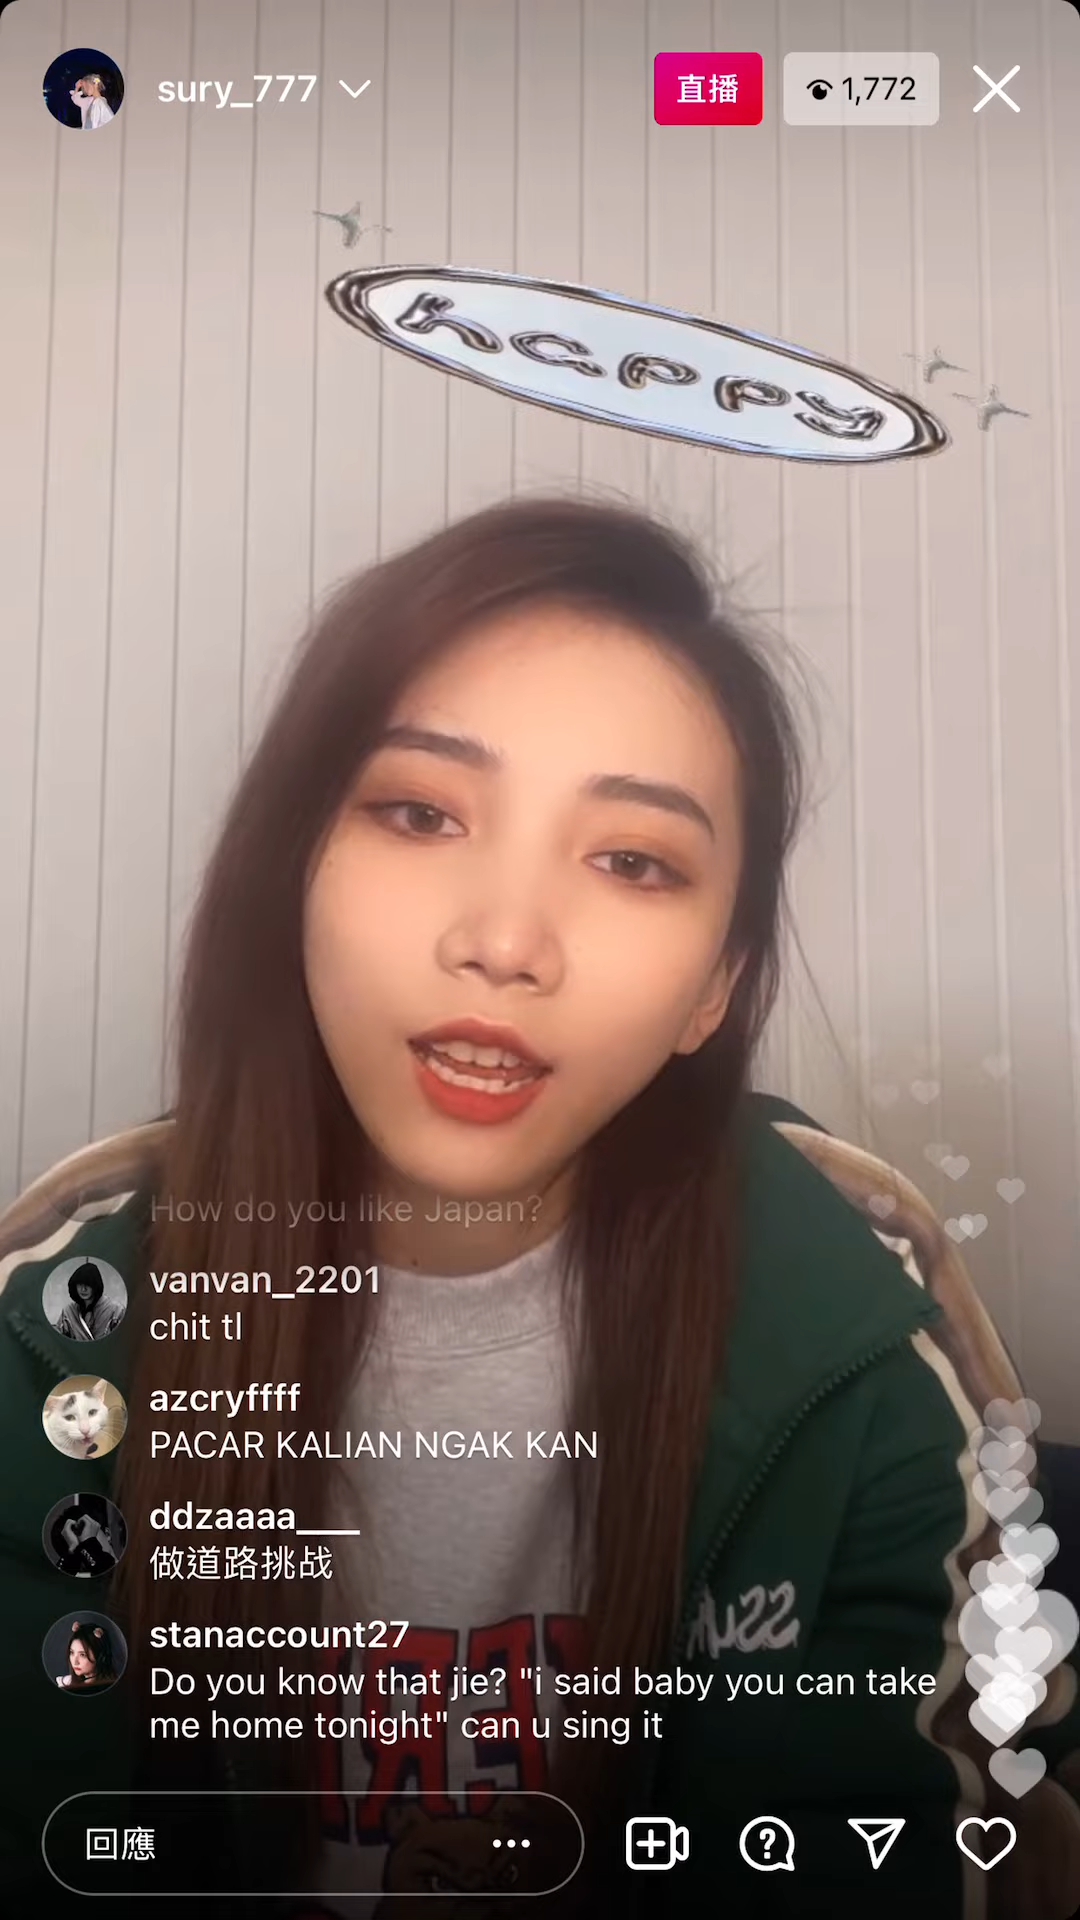 sury_777
直播
1,772
happy
How do you like Japan?
vanvan_2201
chit tl
azcryffff
PACAR KALIAN NGAK KAN
ddzaaaa___
做道路挑战
stanaccount27
Do you know that jie? "i said baby you can take
me home tonight" can u sing it
回應